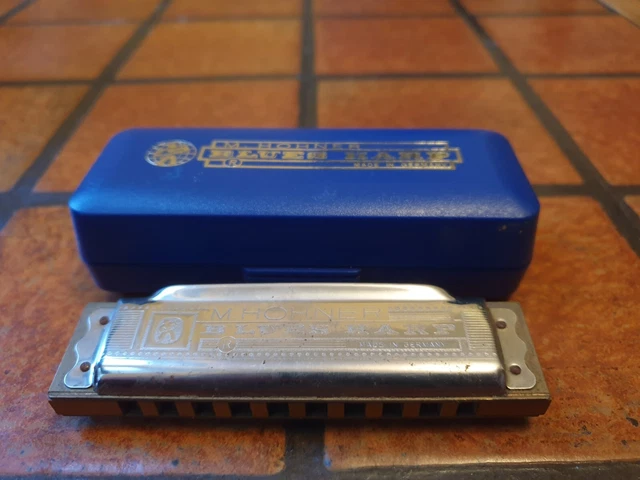 M. HOHNER
BLUES HARP
MADE IN GERMANY
M. HOHNER
BLUES HARP
MADE IN GERMANY